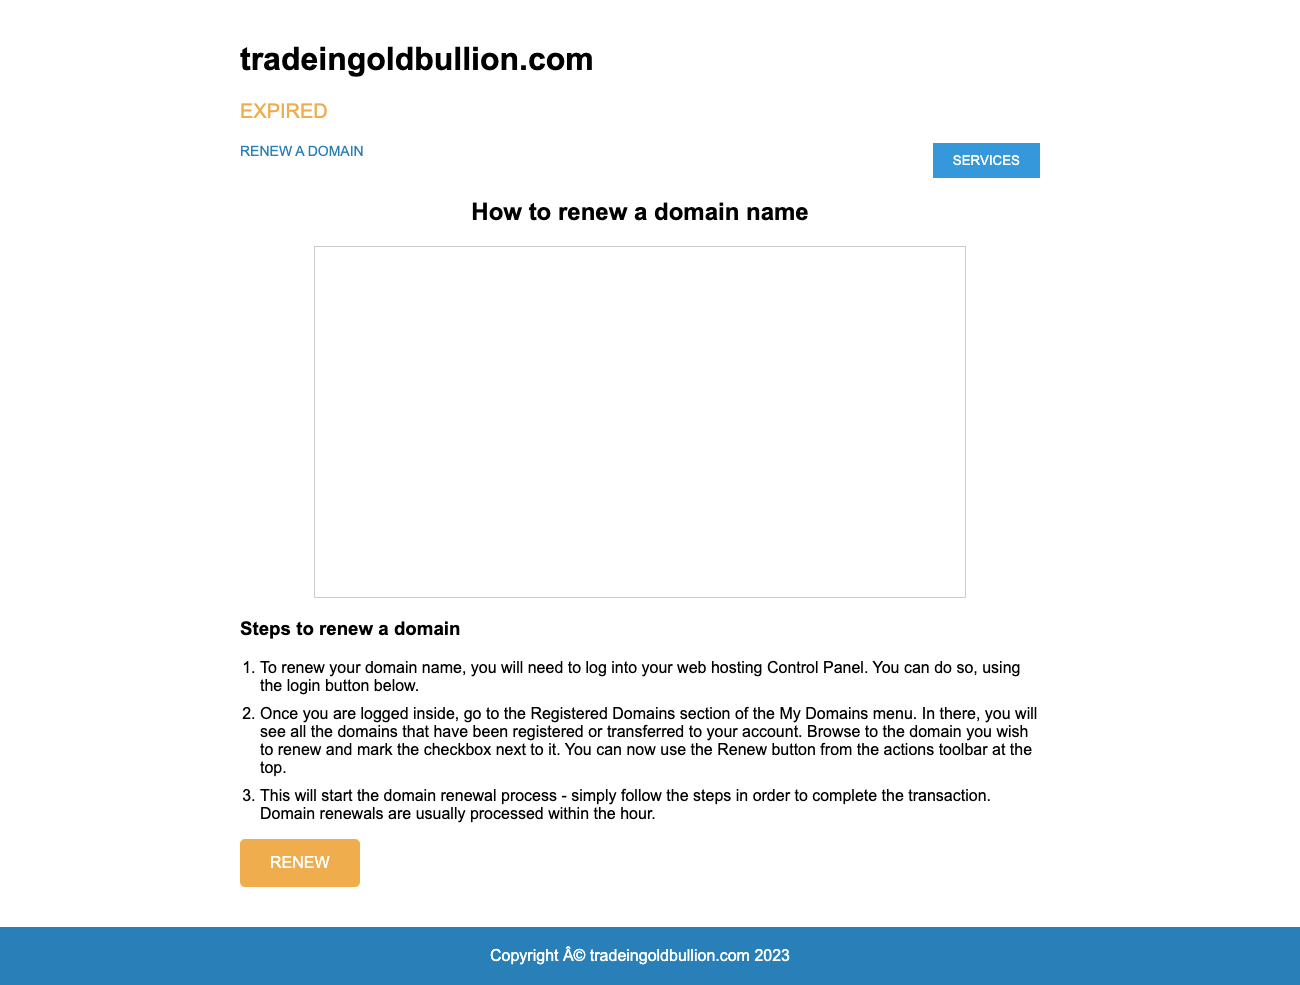 tradeingoldbullion.com
EXPIRED
RENEW A DOMAIN
SERVICES
How to renew a domain name
Steps to renew a domain
1. To renew your domain name, you will need to log into your web hosting Control Panel. You can do so, using
the login button below.
2. Once you are logged inside, go to the Registered Domains section of the My Domains menu. In there, you will
see all the domains that have been registered or transferred to your account. Browse to the domain you wish
to renew and mark the checkbox next to it. You can now use the Renew button from the actions toolbar at the
top.
3. This will start the domain renewal process - simply follow the steps in order to complete the transaction.
Domain renewals are usually processed within the hour.
RENEW
Copyright Â© tradeingoldbullion.com 2023